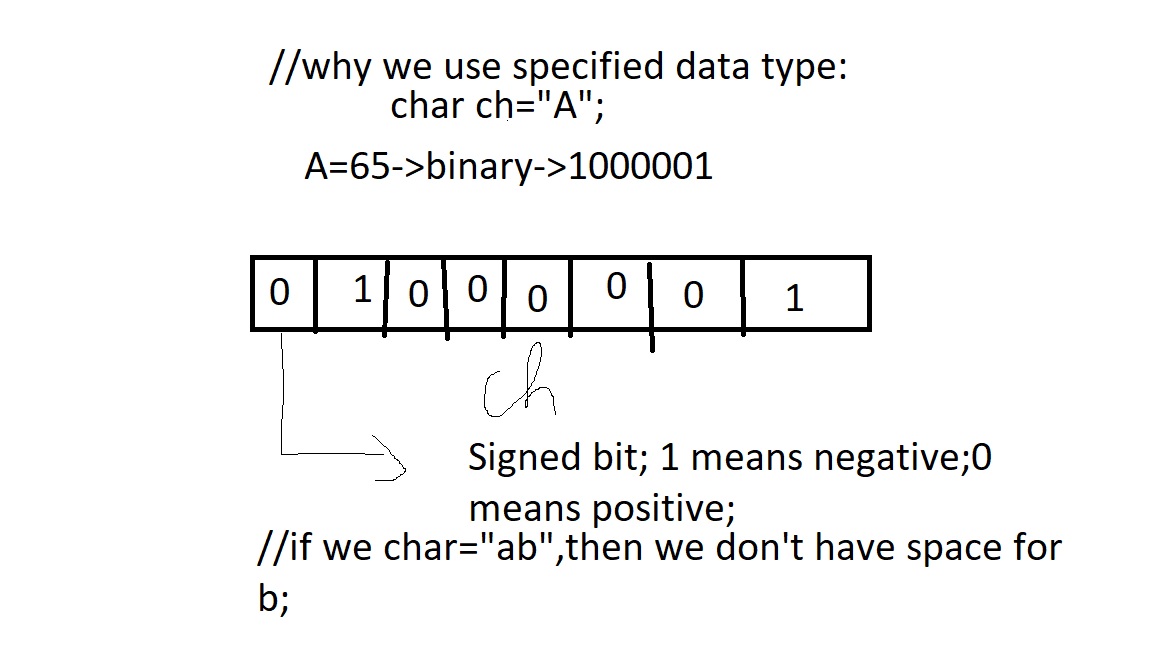 //why we use specified data type:
char ch="A";
A=65->binary->1000001
0 1 0 0 0 0 0 1
ch
Signed bit; 1 means negative;0
means positive;
//if we char="ab",then we don't have space for
b;